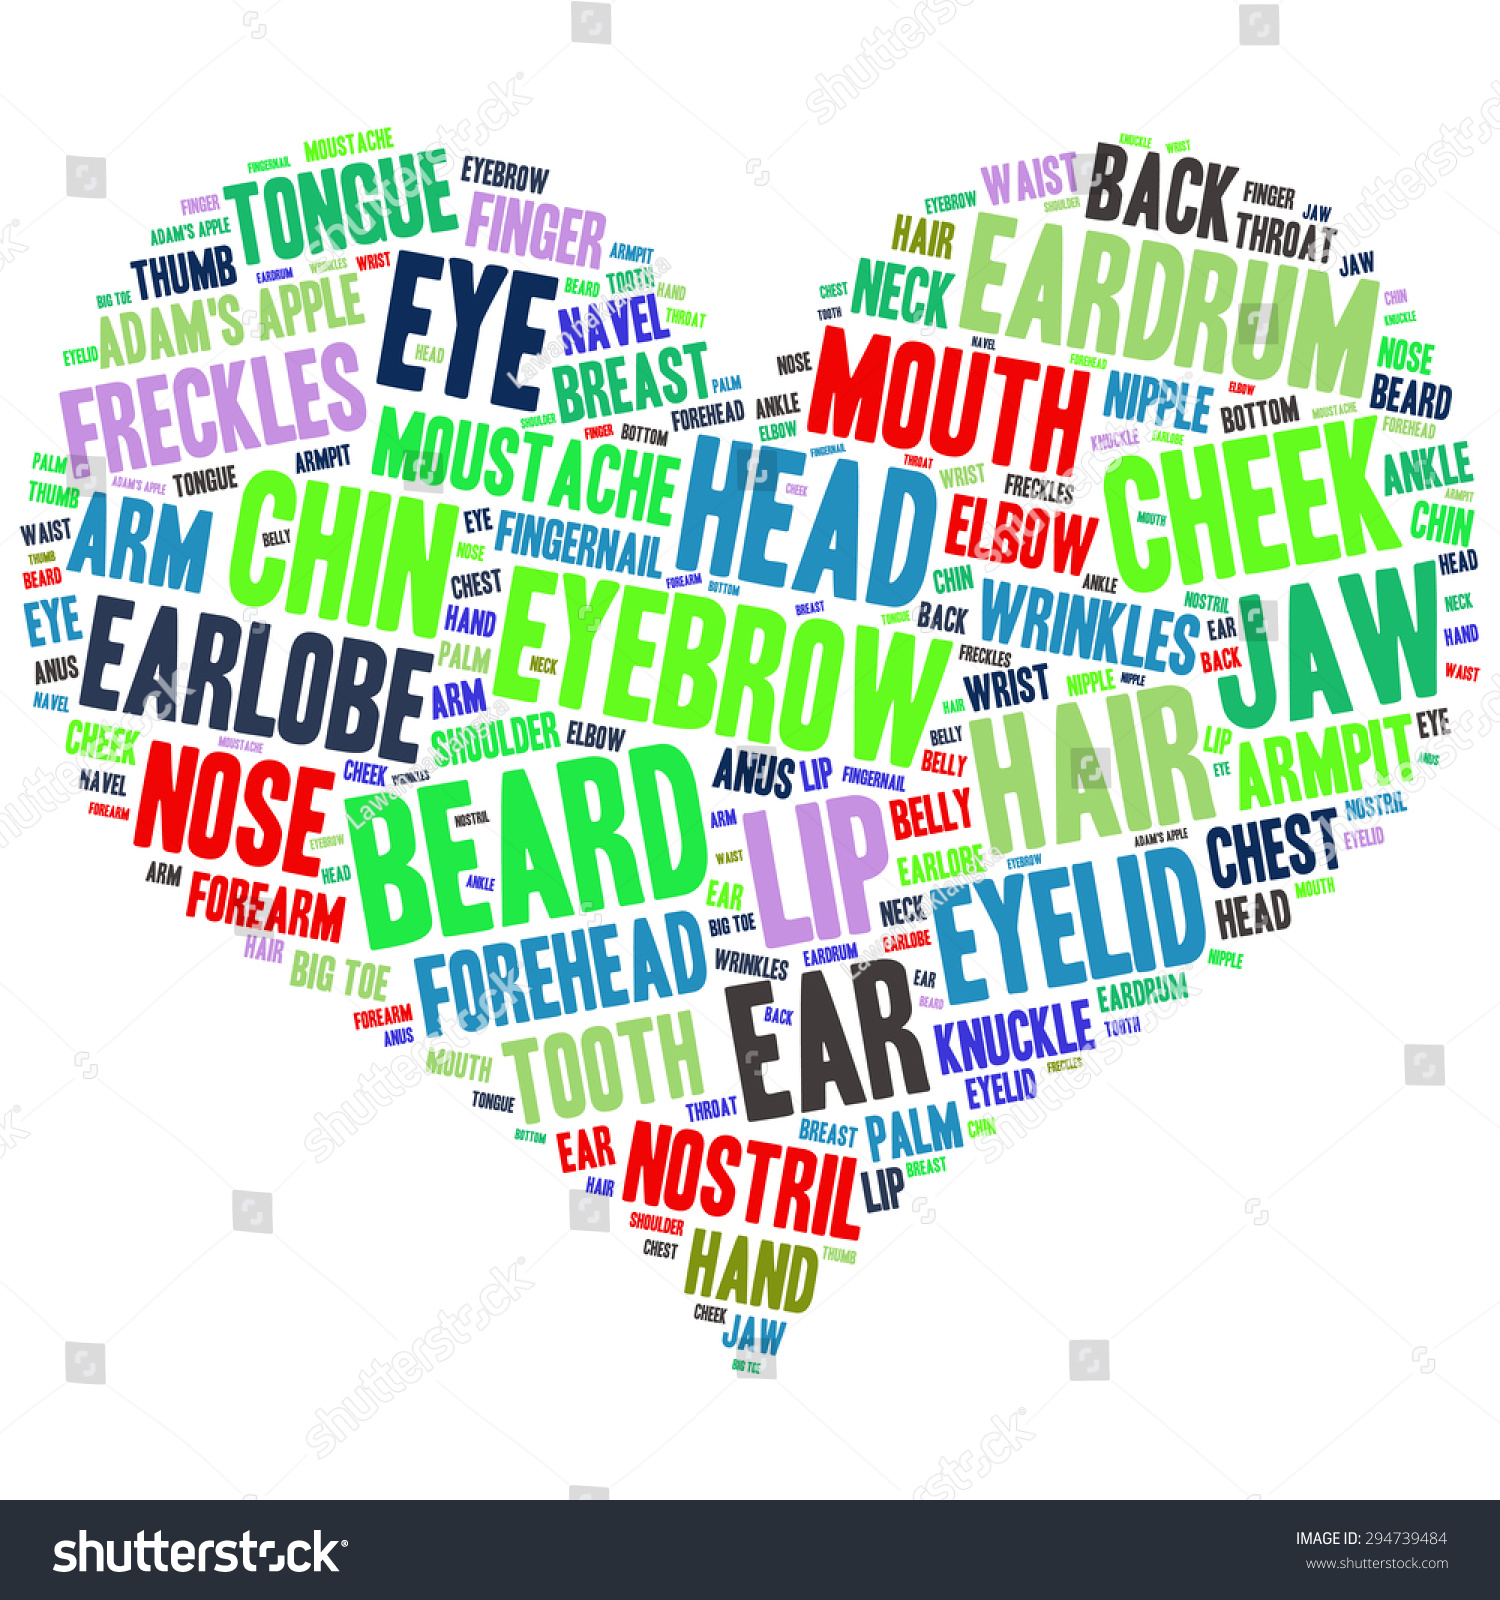 MOUSTACHE
FINGERNAIL
TONGUE
EYEBROW
FINGER
FINGER
ADAM'S APPLE
THUMB
EARDRUM
WRINKLES
WRIST
ARMPIT
BIG TOE
ADAM'S APPLE
EYE
HEAD
BEARD
TOOTH
HAND
NAVEL
THROAT
EYELID
FRECKLES
BREAST
PALM
SHOULDER
FINGER
BOTTOM
FOREHEAD
ANKLE
ELBOW
NOSE
KNUCKLE
WRIST
WAIST
BACK
FINGER
JAW
EYEBROW
SHOULDER
THROAT
HAIR
EARDRUM
JAW
CHEST
NECK
CHIN
KNUCKLE
TOOTH
NAVEL
FOREHEAD
NOSE
MOUTH
NIPPLE
ELBOW
BOTTOM
BEARD
MOUSTACHE
FOREHEAD
KNUCKLE
EARLOBE
CHEEK
ANKLE
ARMPIT
PALM
ADAM'S APPLE
TONGUE
ARMPIT
MOUSTACHE
HEAD
FINGERNAIL
CHEEK
THROAT
WRIST
FRECKLES
MOUTH
CHIN
THUMB
WAIST
ARM
CHIN
BELLY
EYE
FINGERNAIL
ELBOW
ANKLE
HEAD
THUMB
BEARD
NOSE
CHEST
FOREARM
BOTTOM
BREAST
CHIN
NOSTRIL
JAW
NECK
EYE
EARLOBE
HAND
EYEBROW
TONGUE
BACK
WRINKLES
EAR
HAND
ANUS
PALM
NECK
FRECKLES
BACK
WAIST
NAVEL
ARM
WRIST
NIPPLE
NIPPLE
HAIR
HAIR
CHEEK
MOUSTACHE
SHOULDER
ELBOW
BELLY
LIP
ARMPIT
EYE
NAVEL
NOSE
CHEEK
WRINKLES
BEARD
ANUS
LIP
FINGERNAIL
BELLY
EYE
ANUS
FOREARM
NOSTRIL
ARM
LIP
BELLY
ADAM'S APPLE
CHEST
NOSTRIL
EYELID
EYEBROW
WAIST
EARLOBE
EYEBROW
ARM
HEAD
ANKLE
EAR
EYELID
MOUTH
FOREARM
BIG TOE
NECK
HEAD
HAIR
FOREHEAD
EARDRUM
EARLOBE
NIPPLE
BIG TOE
WRINKLES
EAR
EAR
EARDRUM
FOREARM
BACK
BEARD
ANUS
KNUCKLE
TOOTH
MOUTH
TOOTH
FRECKLES
EYELID
TONGUE
THROAT
BREAST
PALM
CHIN
BOTTOM
EAR
NOSTRIL
BREAST
HAIR
LIP
SHOULDER
CHEST
HAND
THUMB
CHEEK
JAW
BIG TOE
shutterstock
IMAGE ID: 294739484
www.shutterstock.com